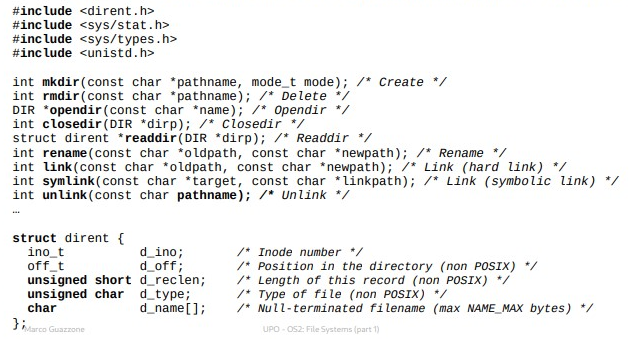 #include <dirent.h>
#include <sys/stat.h>
#include <sys/types.h>
#include <unistd.h>
int mkdir(const char *pathname, mode_t mode); /* Create */
int rmdir(const char *pathname); /* Delete */
DIR *opendir(const char *name); /* Opendir */
int closedir(DIR *dirp); /* Closedir */
struct dirent *readdir(DIR *dirp); /* Readdir */
int rename(const char *oldpath, const char *newpath); /* Rename */
int link(const char *oldpath, const char *newpath); /* Link (hard link) */
int symlink(const char *target, const char *linkpath); /* Link (symbolic link) */
int unlink(const char pathname); /* Unlink */
…
struct dirent {
ino_t d_ino; /* Inode number */
off_t d_off; /* Position in the directory (non POSIX) */
unsigned short d_reclen; /* Length of this record (non POSIX) */
unsigned char d_type; /* Type of file (non POSIX) */
char d_name[]; /* Null-terminated filename (max NAME_MAX bytes) */
};
Marco Guazzone UPO - OS2: File Systems (part 1)